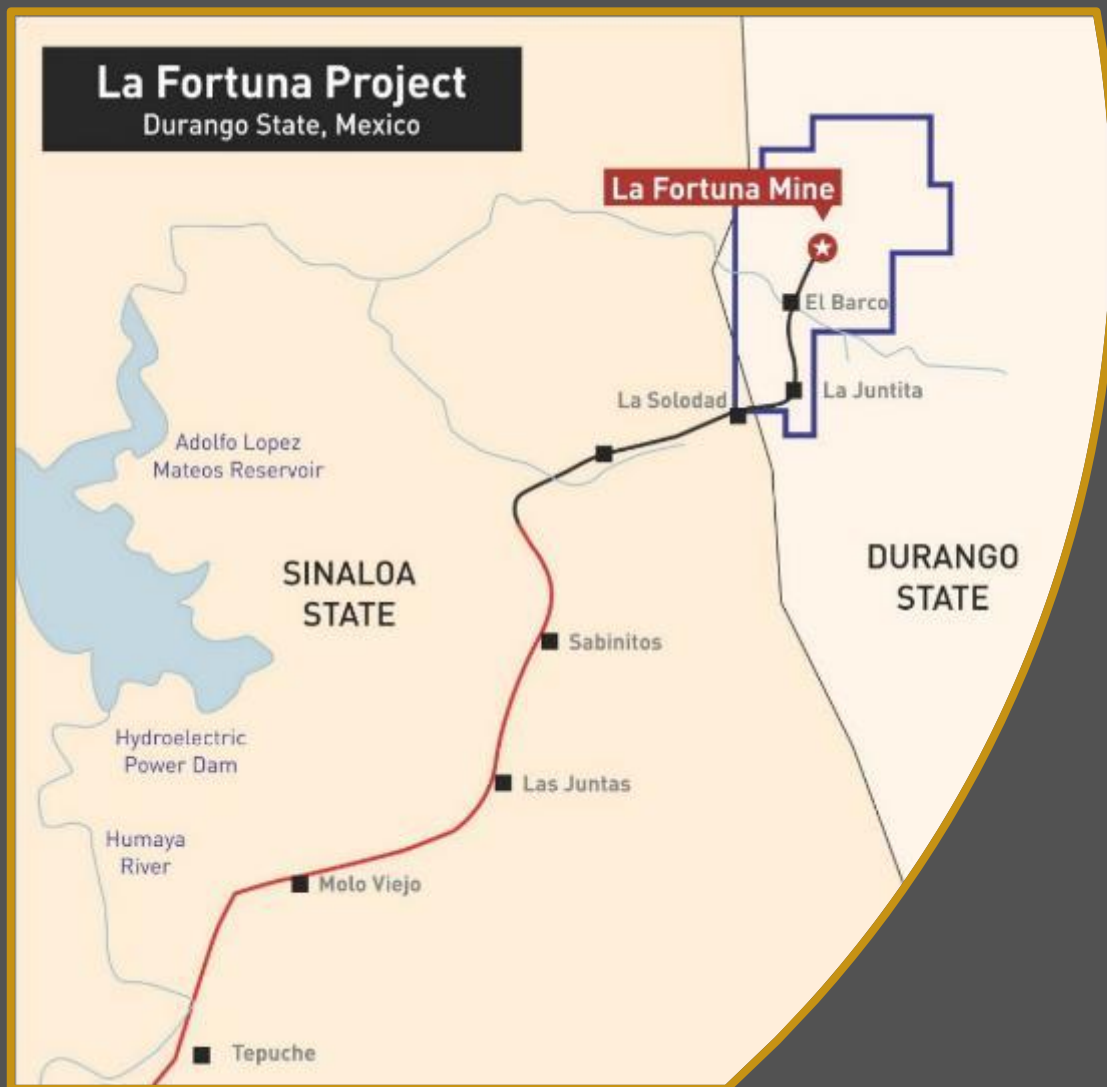 La Fortuna Project
Durango State, Mexico
La Fortuna Mine
El Barco
La Juntita
La Solodad
Adolfo Lopez
Mateos Reservoir
SINALOA
STATE
DURANGO
STATE
Sabinitos
Hydroelectric
Power Dam
Las Juntas
Humaya
River
Molo Viejo
Tepuche